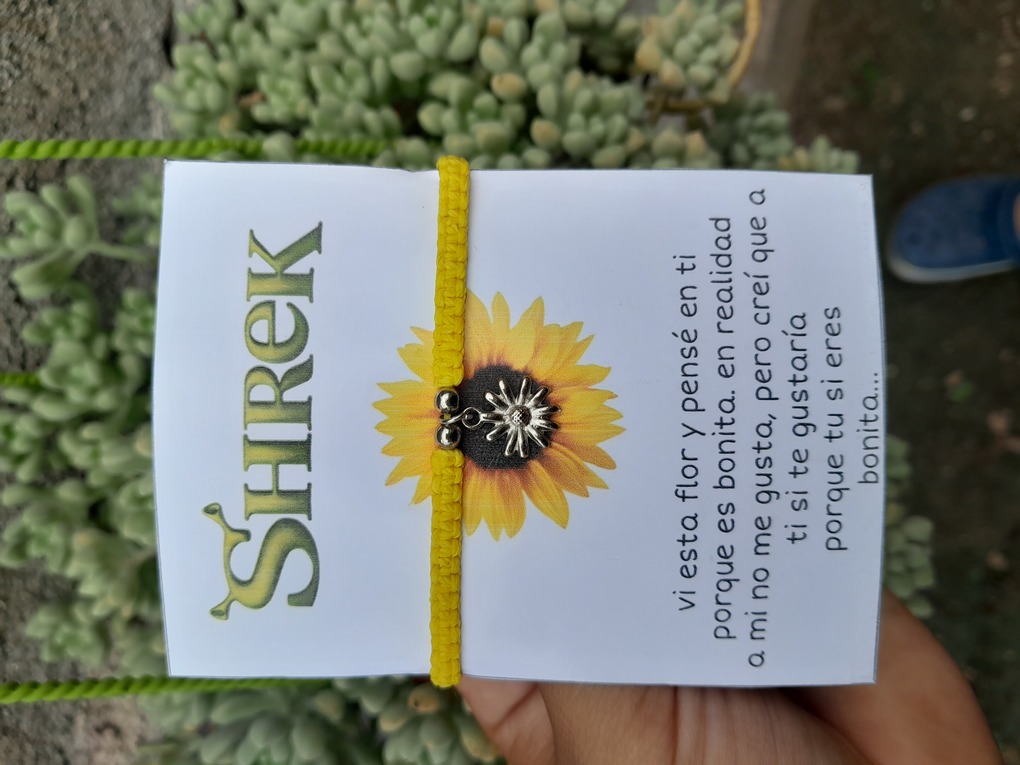 SHReK
vi esta flor y pensé en ti
porque es bonita. en realidad
a mi no me gusta, pero creí que a
ti si te gustaría
porque tu si eres
bonita...